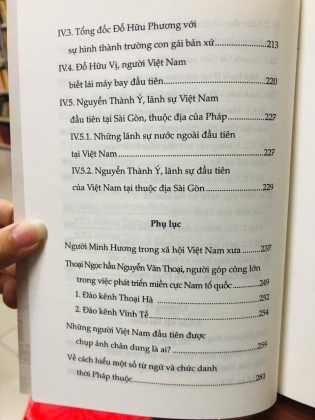 IV.3. Tổng đốc Đỗ Hữu Phương với
sự hình thành trường con gái bản xứ.....213
IV.4. Đỗ Hữu Vị, người Việt Nam
biết lái máy bay đầu tiên.....220
IV.5. Nguyễn Thành Ý, lãnh sự Việt Nam
đầu tiên tại Sài Gòn, thuộc địa của Pháp.....227
IV.5.1. Những lãnh sự nước ngoài đầu tiên
tại Việt Nam.....227
IV.5.2. Nguyễn Thành Ý, lãnh sự đầu tiên
của Việt Nam tại thuộc địa Sài Gòn.....229
Phụ lục
Người Minh Hương trong xã hội Việt Nam xưa.....237
Thoại Ngọc hầu Nguyễn Văn Thoại, người góp công lớn
trong việc phát triển miền cực Nam tổ quốc.....249
1. Đào kênh Thoại Hà.....252
2. Đào kênh Vĩnh Tế.....254
Những người Việt Nam đầu tiên được
chụp ảnh chân dung là ai?.....259
Về cách hiểu một số từ ngữ và chức danh
thời Pháp thuộc.....281